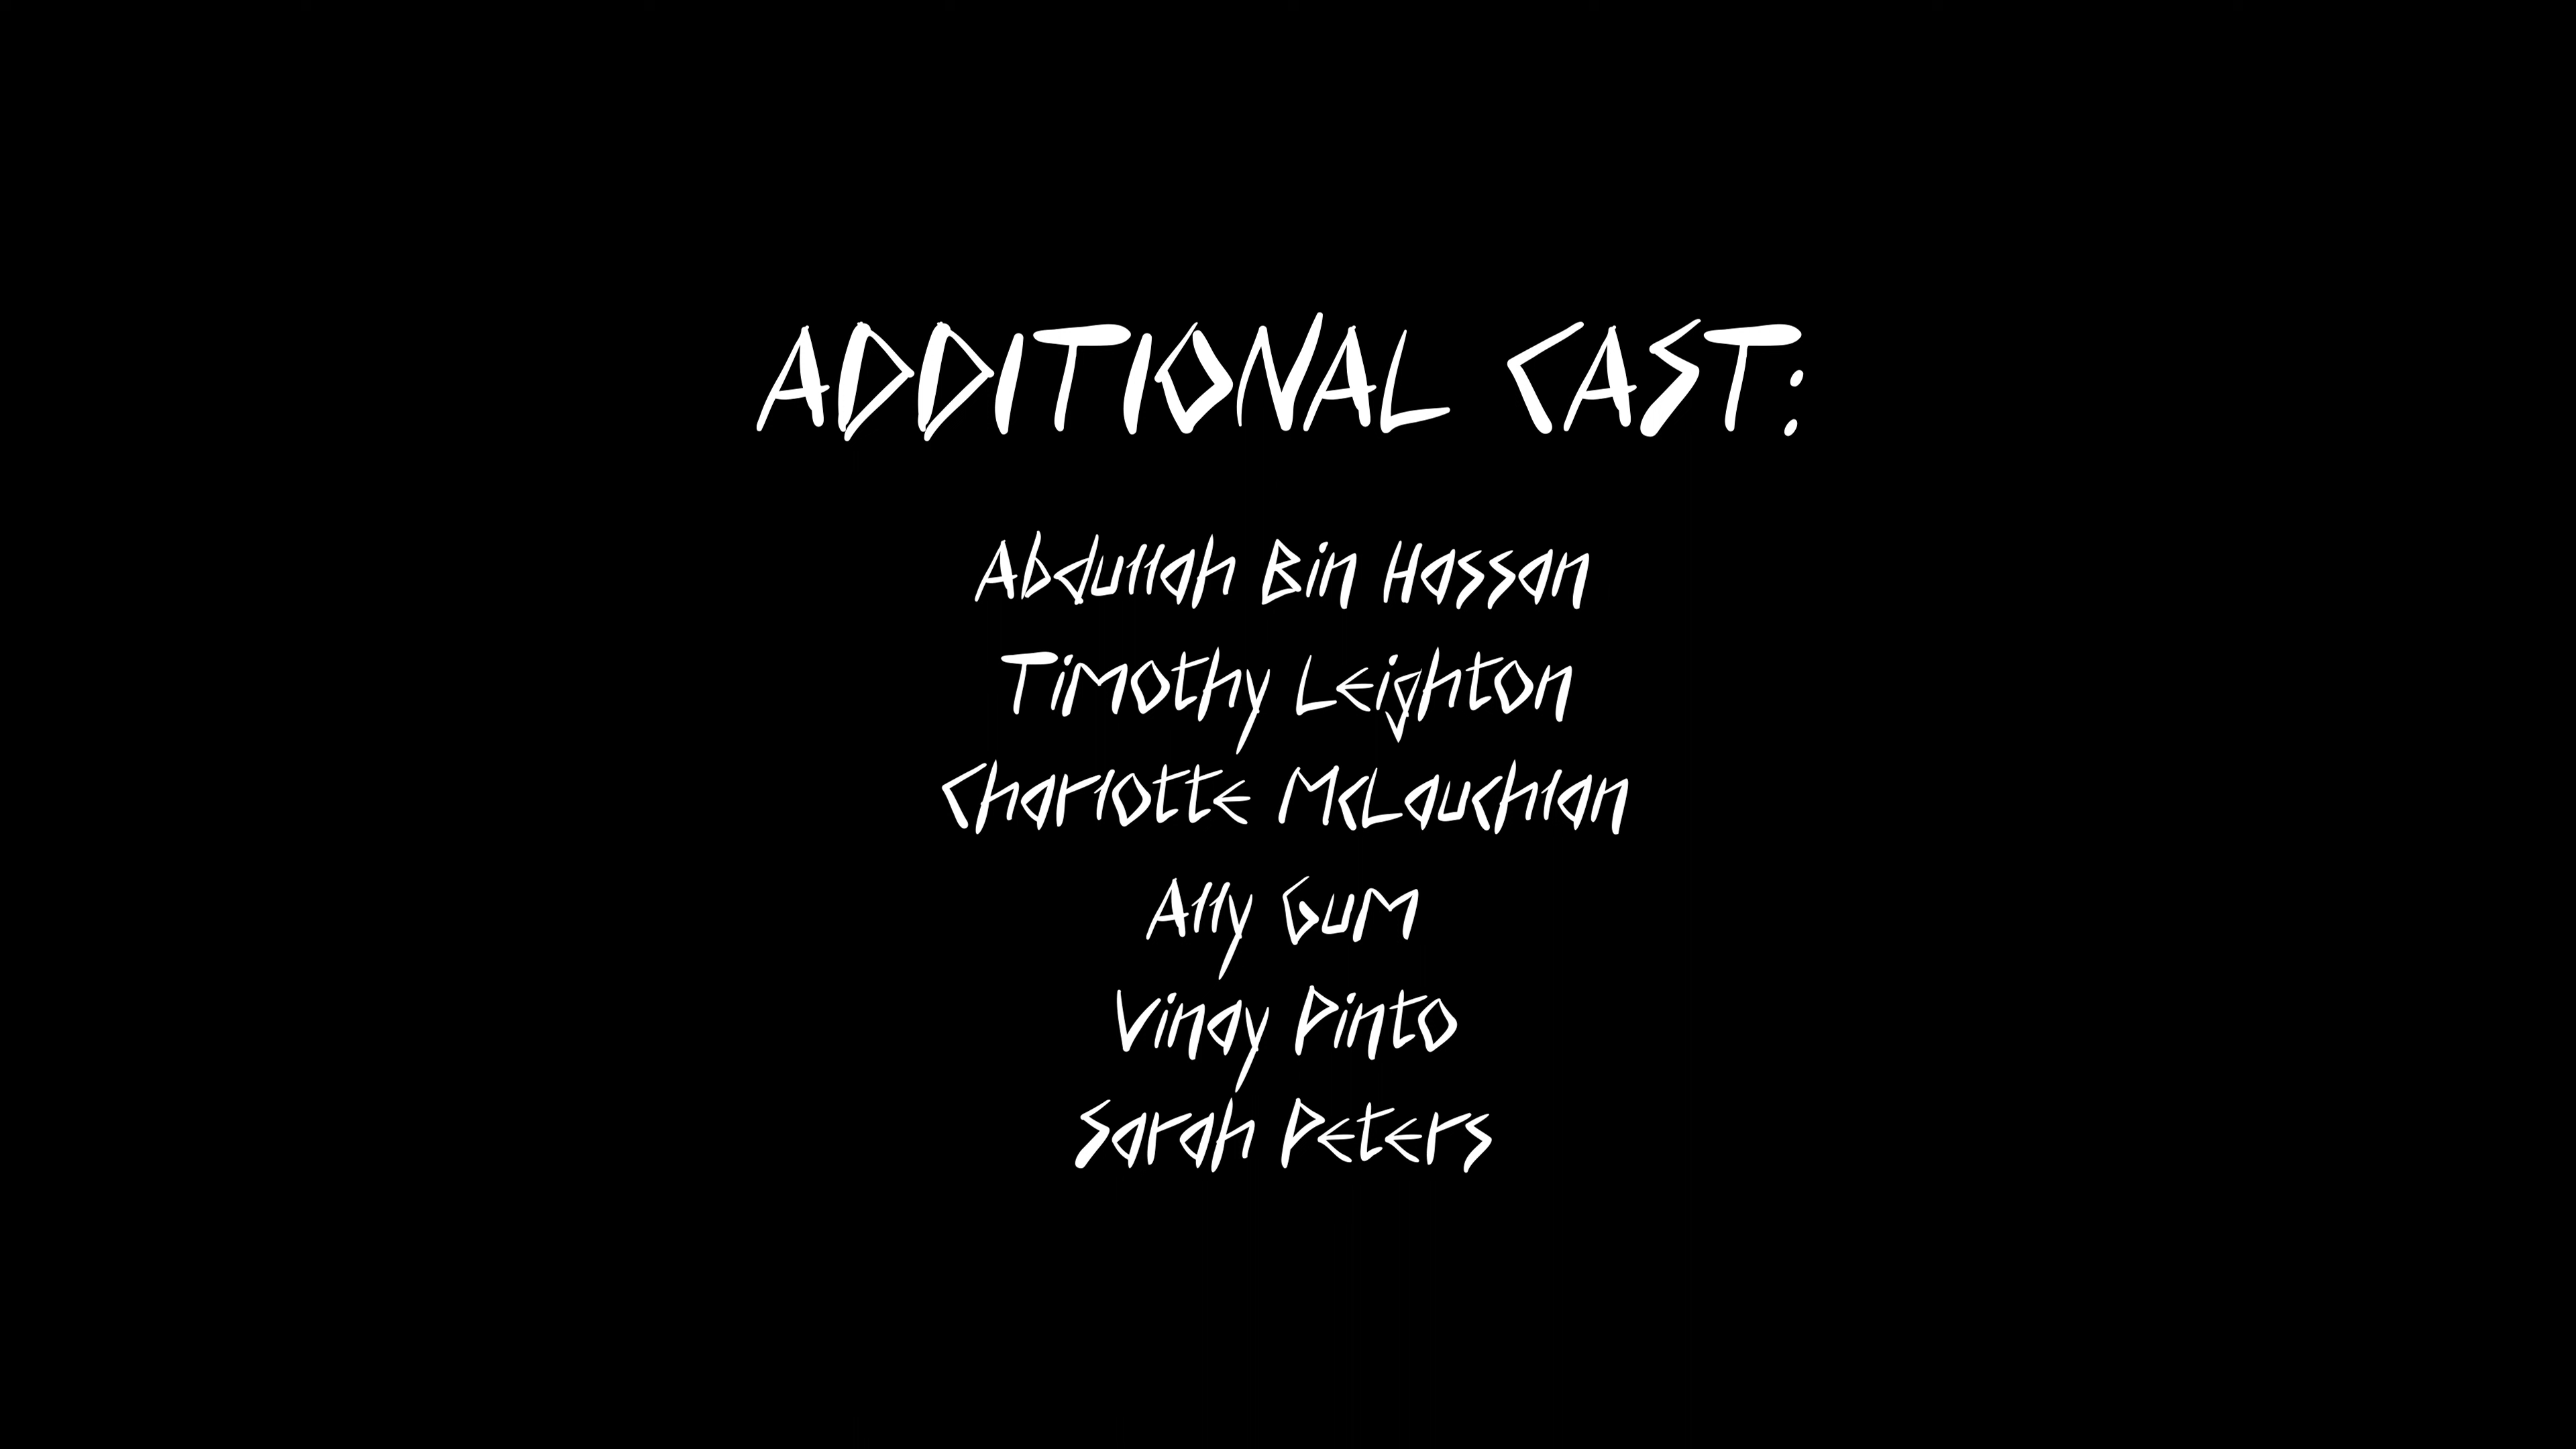 ADDITIONAL CAST:
Abdullah Bin Hassan
Timothy Leighton
Charlotte McLauchlan
Ally Gum
Vinay Pinto
Sarah Peters